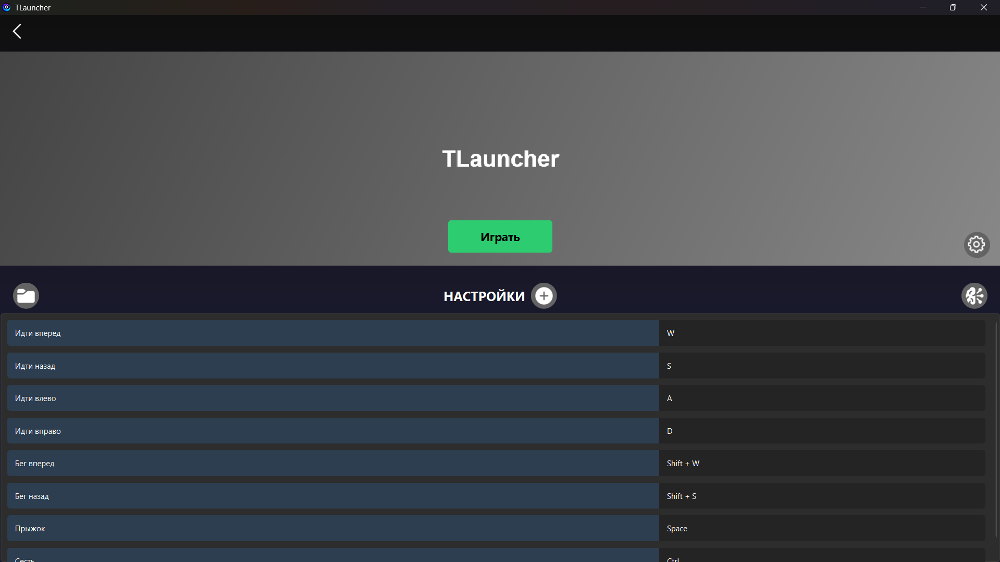 TLauncher
TLauncher
Играть
НАСТРОЙКИ
Идти вперед W
Идти назад S
Идти влево A
Идти вправо D
Бег вперед Shift + W
Бег назад Shift + S
Прыжок Space
Сесть Ctrl